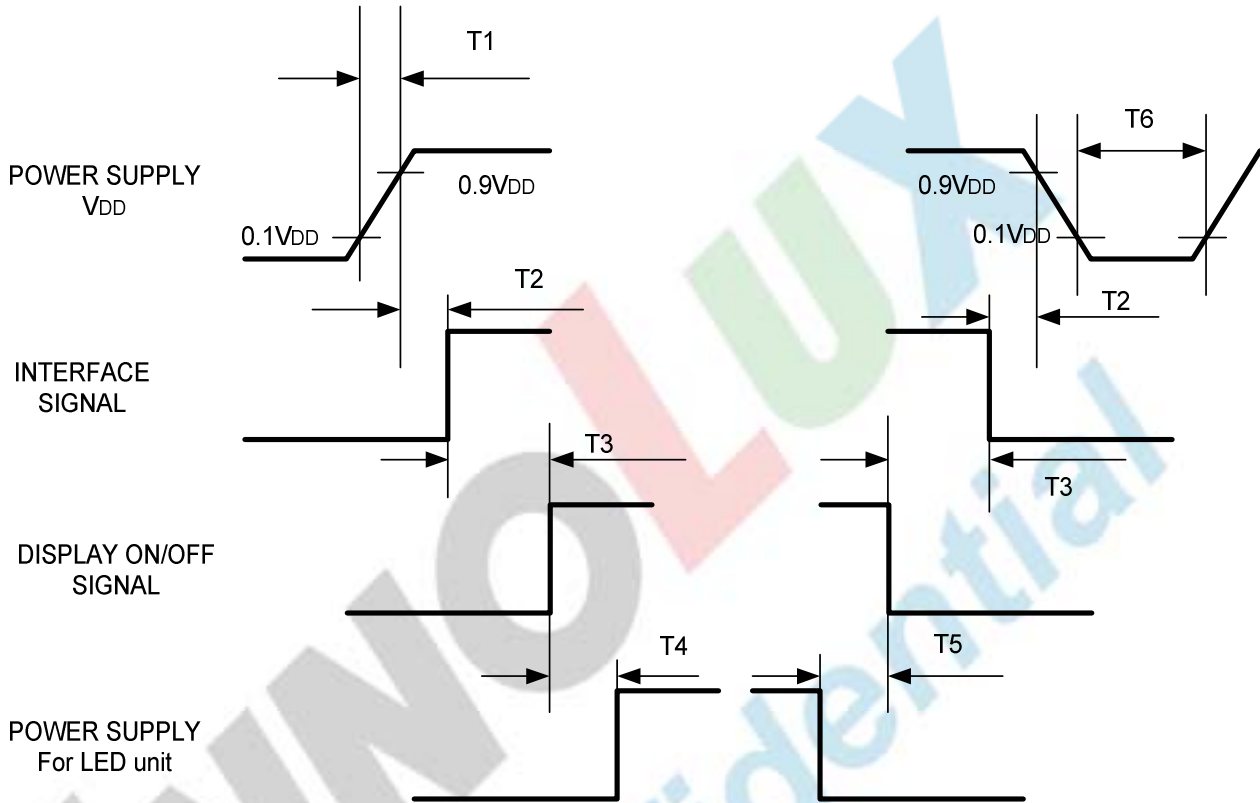 T1
T6
POWER SUPPLY
VDD
0.9VDD
0.9VDD
0.1VDD
0.1VDD
T2
T2
INTERFACE
SIGNAL
T3
T3
DISPLAY ON/OFF
SIGNAL
T4
T5
POWER SUPPLY
For LED unit